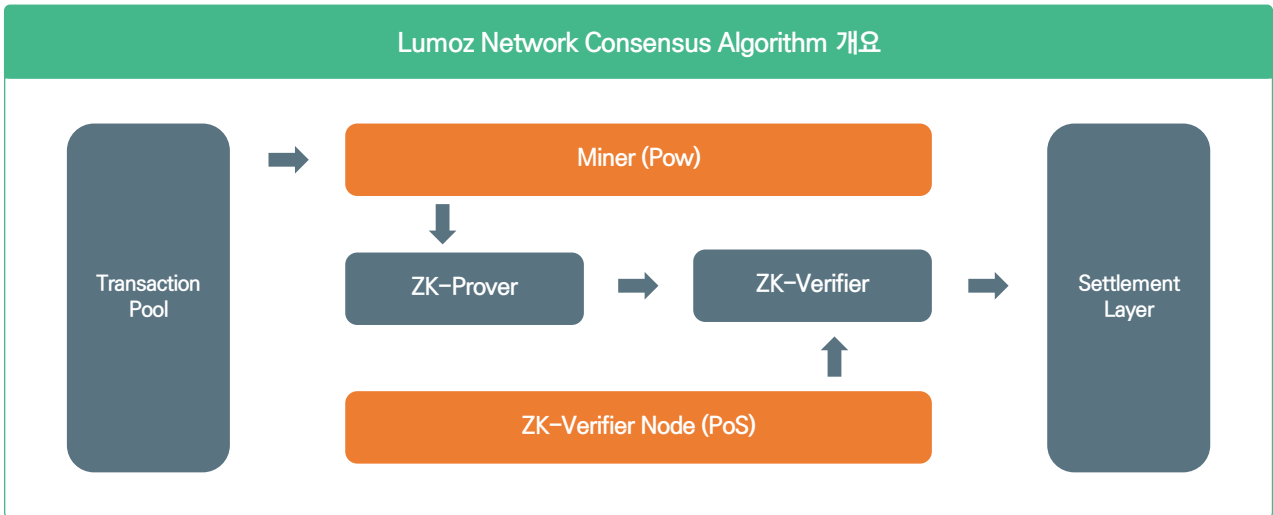 Lumoz Network Consensus Algorithm 개요
Miner (Pow)
Transaction
Pool
ZK-Prover
ZK-Verifier
Settlement
Layer
ZK-Verifier Node (PoS)